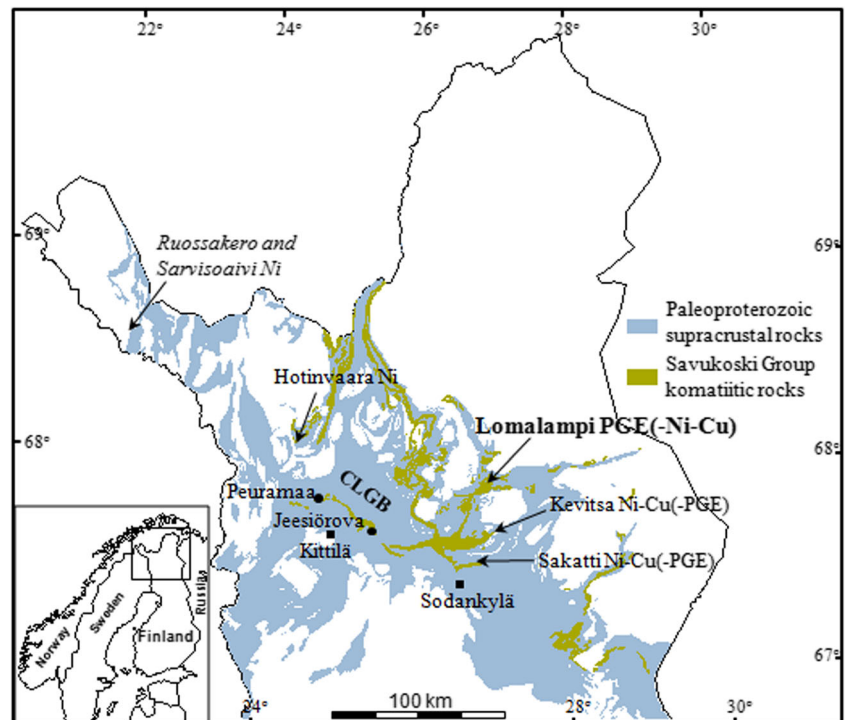 22°
24°
26°
28°
30°
69°
69°
Ruossakero and
Sarvisoaivi Ni
Paleoproterozoic
supracrustal rocks
Savukoski Group
komatiitic rocks
Hotinvaara Ni
Lomalampi PGE(-Ni-Cu)
68°
68°
CLGB
Peuramaa
Kevitsa Ni-Cu(-PGE)
Jeesiörova
Kittilä
Sakatti Ni-Cu(-PGE)
Sodankylä
Norway
Sweden
Finland
Russia
67°
24°
100 km
28°
30°